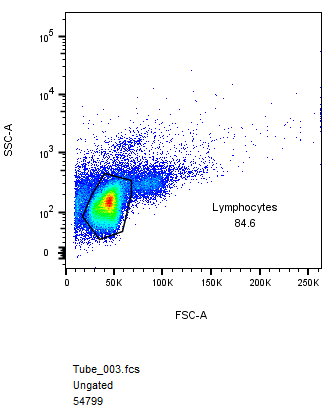 10^5
10^4
10^3
10^2
0
SSC-A
Lymphocytes
84.6
0 50K 100K 150K 200K 250K
FSC-A
Tube_003.fcs
Ungated
54799